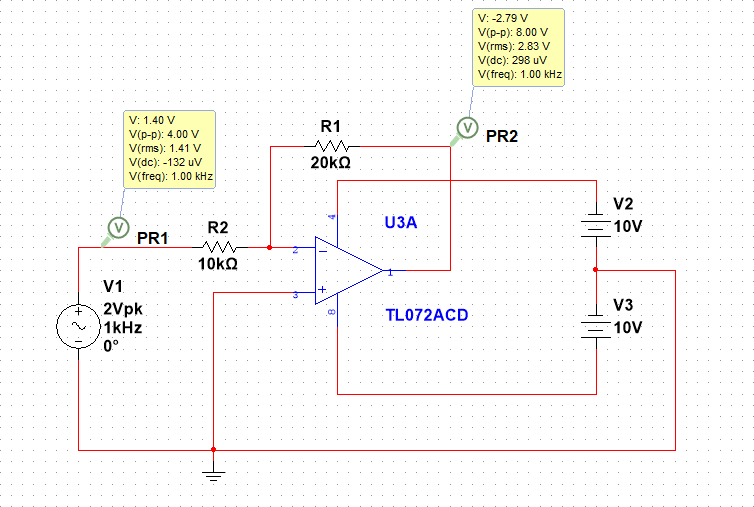 V: -2.79 V
V(p-p): 8.00 V
V(rms): 2.83 V
V(dc): 298 uV
V(freq): 1.00 kHz
V
PR2
V: 1.40 V
V(p-p): 4.00 V
V(rms): 1.41 V
V(dc): -132 uV
V(freq): 1.00 kHz
V
PR1
R1
20kΩ
R2
10kΩ
U3A
4
2
3
1
8
TL072ACD
V2
10V
V3
10V
V1
2Vpk
1kHz
0°